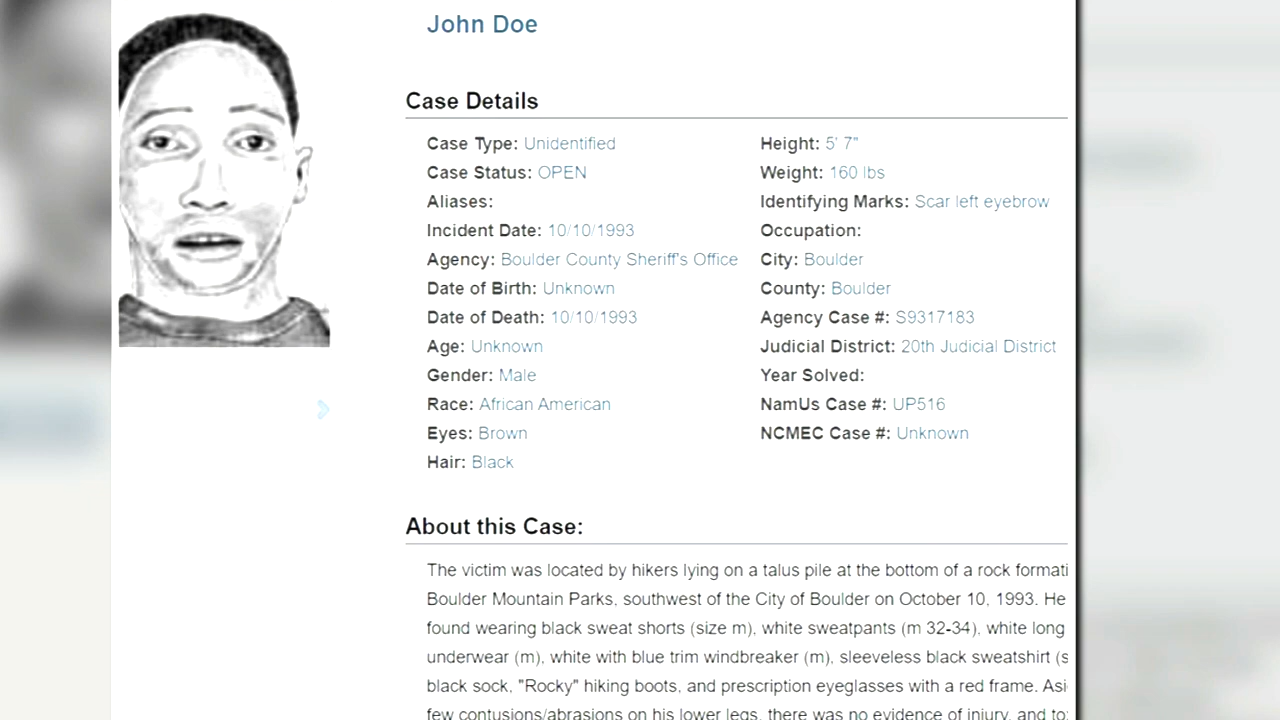 John Doe
Case Details
Case Type: Unidentified
Case Status: OPEN
Aliases:
Incident Date: 10/10/1993
Agency: Boulder County Sheriff's Office
Date of Birth: Unknown
Date of Death: 10/10/1993
Age: Unknown
Gender: Male
Race: African American
Eyes: Brown
Hair: Black
Height: 5' 7"
Weight: 160 lbs
Identifying Marks: Scar left eyebrow
Occupation:
City: Boulder
County: Boulder
Agency Case #: S9317183
Judicial District: 20th Judicial District
Year Solved:
NamUs Case #: UP516
NCMEC Case #: Unknown
About this Case:
The victim was located by hikers lying on a talus pile at the bottom of a rock formati
Boulder Mountain Parks, southwest of the City of Boulder on October 10, 1993. He
found wearing black sweat shorts (size m), white sweatpants (m 32-34), white long
underwear (m), white with blue trim windbreaker (m), sleeveless black sweatshirt (s
black sock, "Rocky" hiking boots, and prescription eyeglasses with a red frame. Asi
few contusions/abrasions on his lower legs, there was no evidence of injury, and to